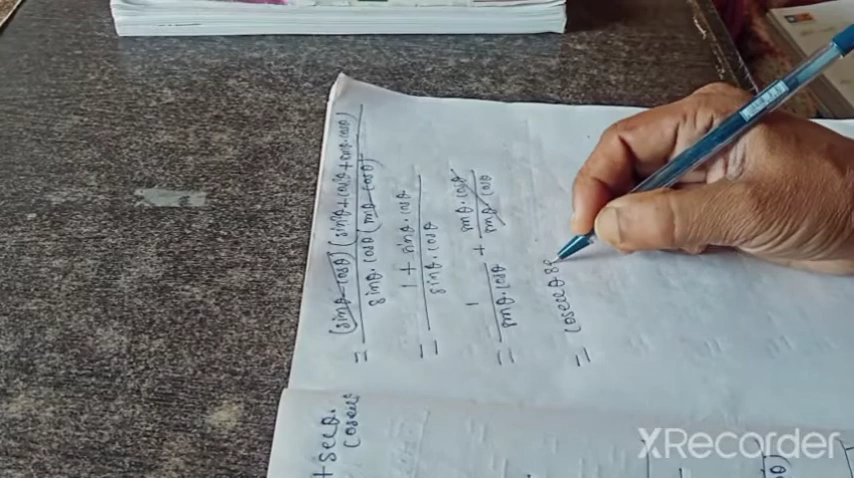 = (sinθ-cosθ)(sin²θ+cos²θ+sinθ.cosθ) / sinθ.cosθ(sinθ-cosθ)
= 1+sinθ.cosθ / sinθ.cosθ
= 1 / sinθ.cosθ + sinθ.cosθ / sinθ.cosθ
= cosecθ se
+ secθ.
cosecθ
XRecorder